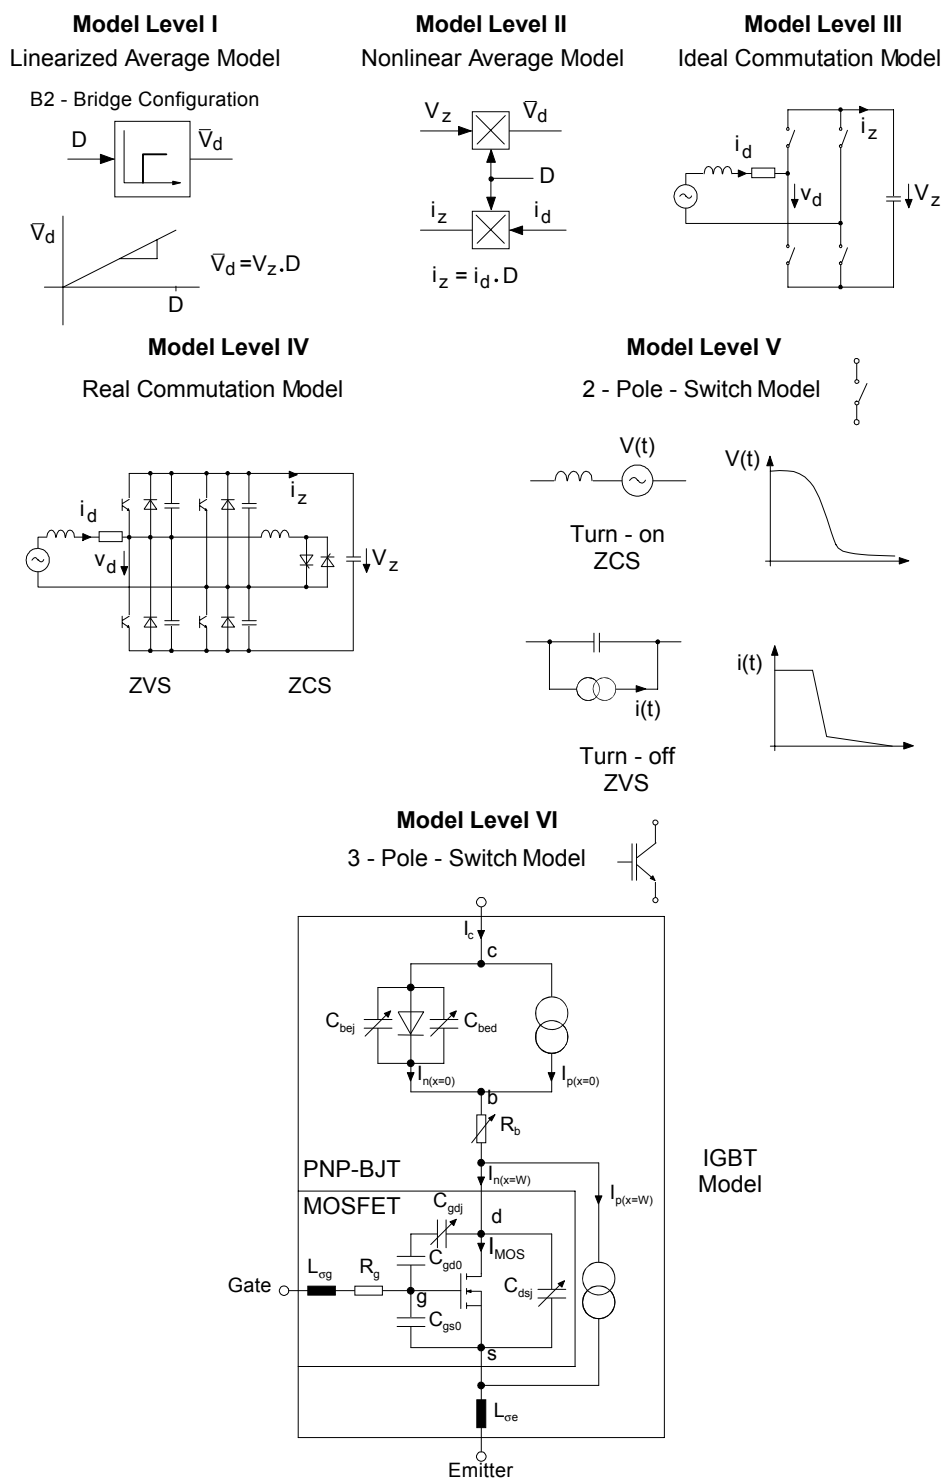 Model Level I
Linearized Average Model
B2 - Bridge Configuration
D
V̅d
V̅d
V̅d =Vz.D
D
Model Level II
Nonlinear Average Model
Vz
V̅d
D
iz
id
iz = id . D
Model Level III
Ideal Commutation Model
iz
id
vd
Vz
Model Level IV
Real Commutation Model
iz
id
vd
Vz
ZVS
ZCS
Model Level V
2 - Pole - Switch Model
V(t)
V(t)
Turn - on
ZCS
i(t)
i(t)
Turn - off
ZVS
Model Level VI
3 - Pole - Switch Model
Ic
c
Cbej
Cbed
In(x=0)
Ip(x=0)
b
Rb
PNP-BJT
In(x=W)
Ip(x=W)
IGBT
Model
MOSFET
Cgdj
d
IMOS
Cgd0
Lσg
Rg
Cdsj
Gate
g
Cgs0
s
Lσe
Emitter